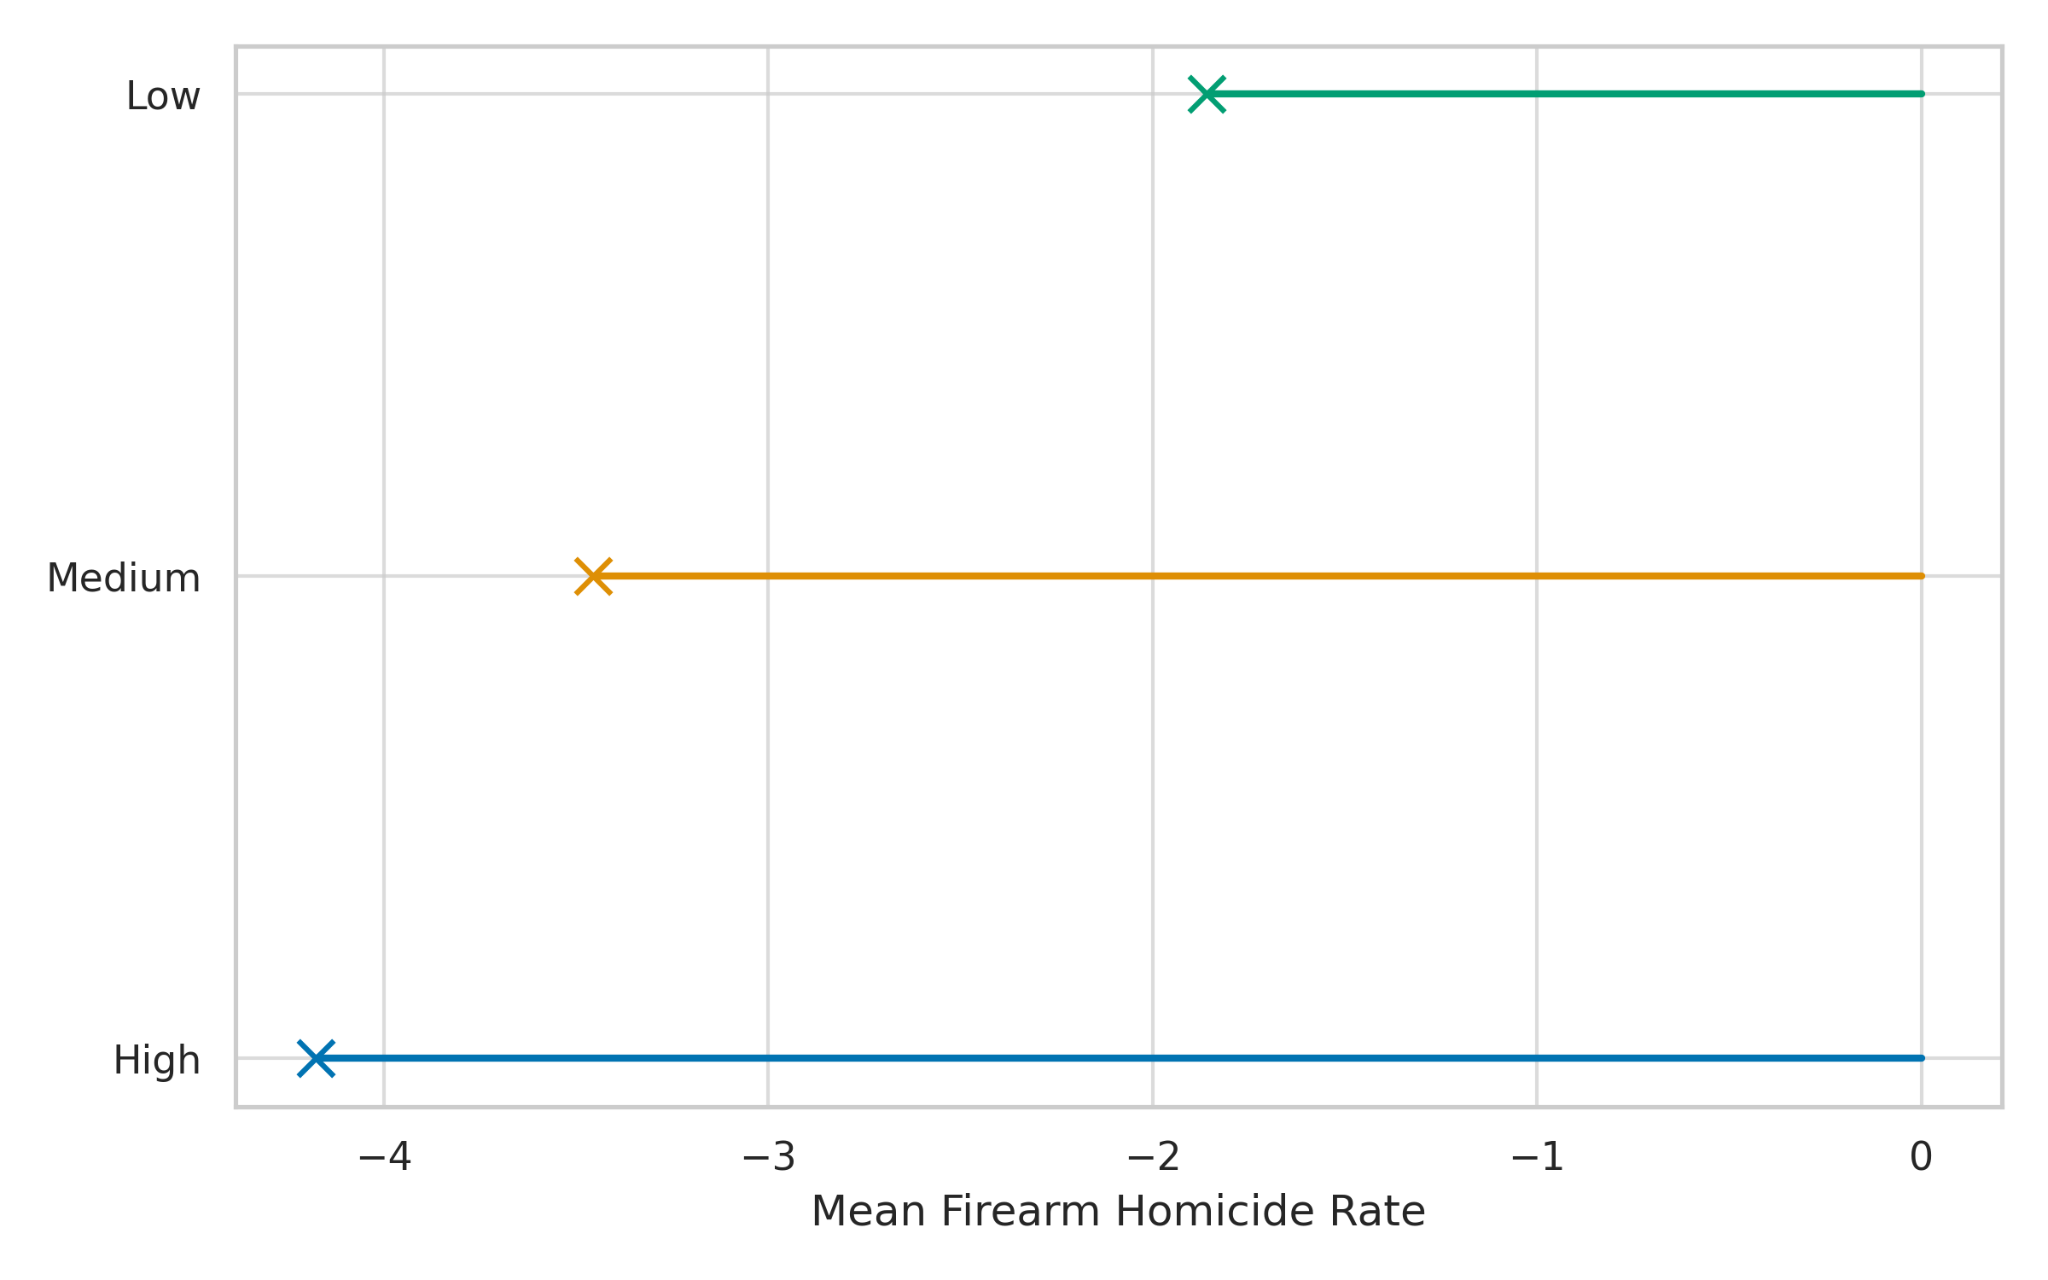 Low
Medium
High
−4 −3 −2 −1 0
Mean Firearm Homicide Rate